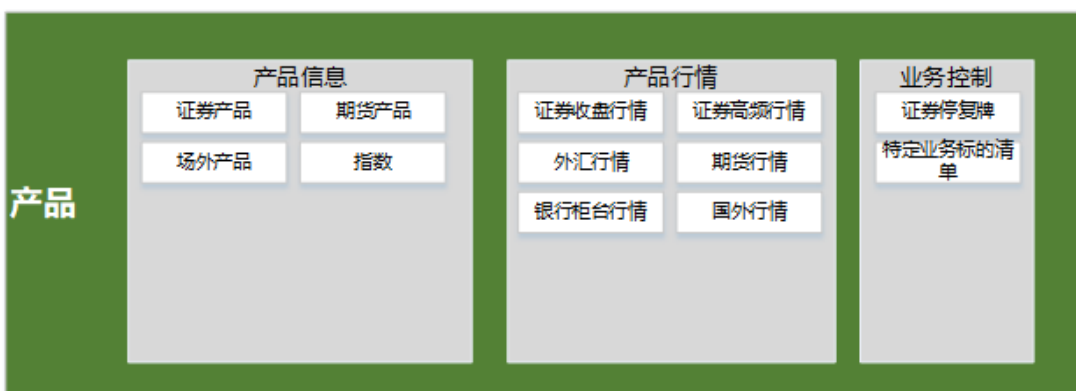 产品
产品信息
证券产品
期货产品
场外产品
指数
产品行情
证券收盘行情
证券高频行情
外汇行情
期货行情
银行柜台行情
国外行情
业务控制
证券停复牌
特定业务标的清
单